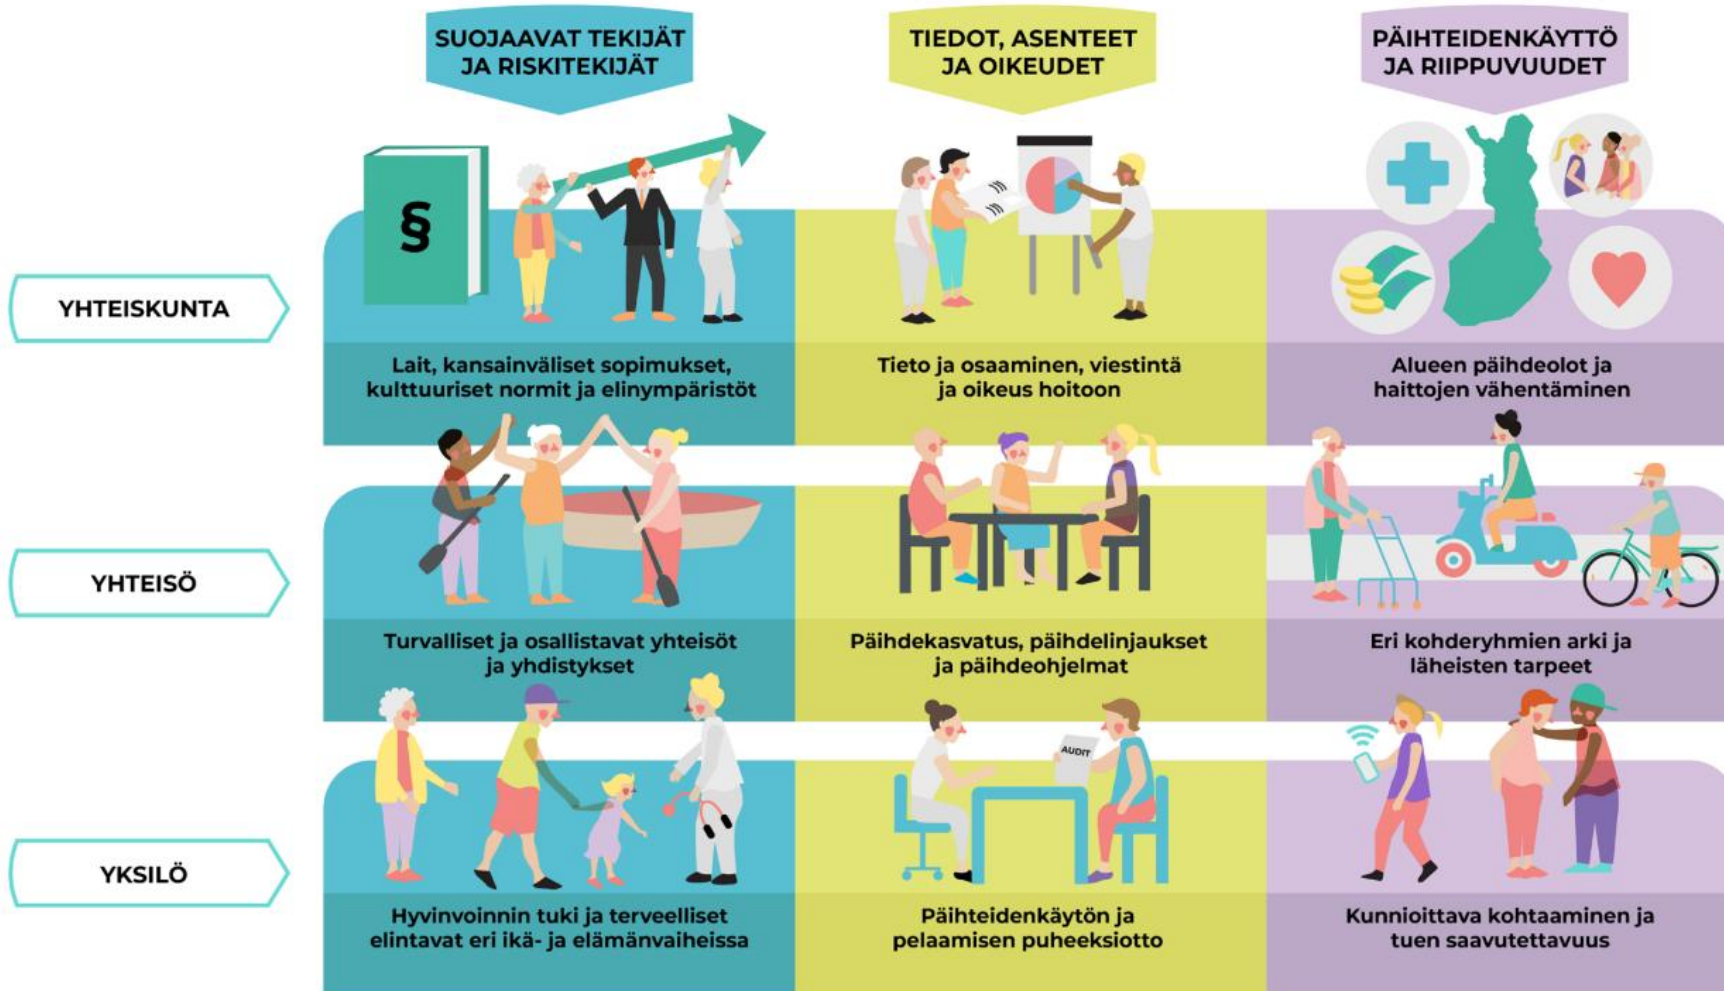 SUOJAAVAT TEKIJÄT
JA RISKITEKIJÄT
TIEDOT, ASENTEET
JA OIKEUDET
PÄIHTEIDENKÄYTTÖ
JA RIIPPUVUUDET
YHTEISKUNTA
§
Lait, kansainväliset sopimukset,
kulttuuriset normit ja elinympäristöt
Tieto ja osaaminen, viestintä
ja oikeus hoitoon
Alueen päihdeolot ja
haittojen vähentäminen
YHTEISÖ
Turvalliset ja osallistavat yhteisöt
ja yhdistykset
Päihdekasvatus, päihdelinjaukset
ja päihdeohjelmat
Eri kohderyhmien arki ja
läheisten tarpeet
YKSILÖ
AUDIT
Hyvinvoinnin tuki ja terveelliset
elintavat eri ikä- ja elämänvaiheissa
Päihteidenkäytön ja
pelaamisen puheeksiotto
Kunnioittava kohtaaminen ja
tuen saavutettavuus